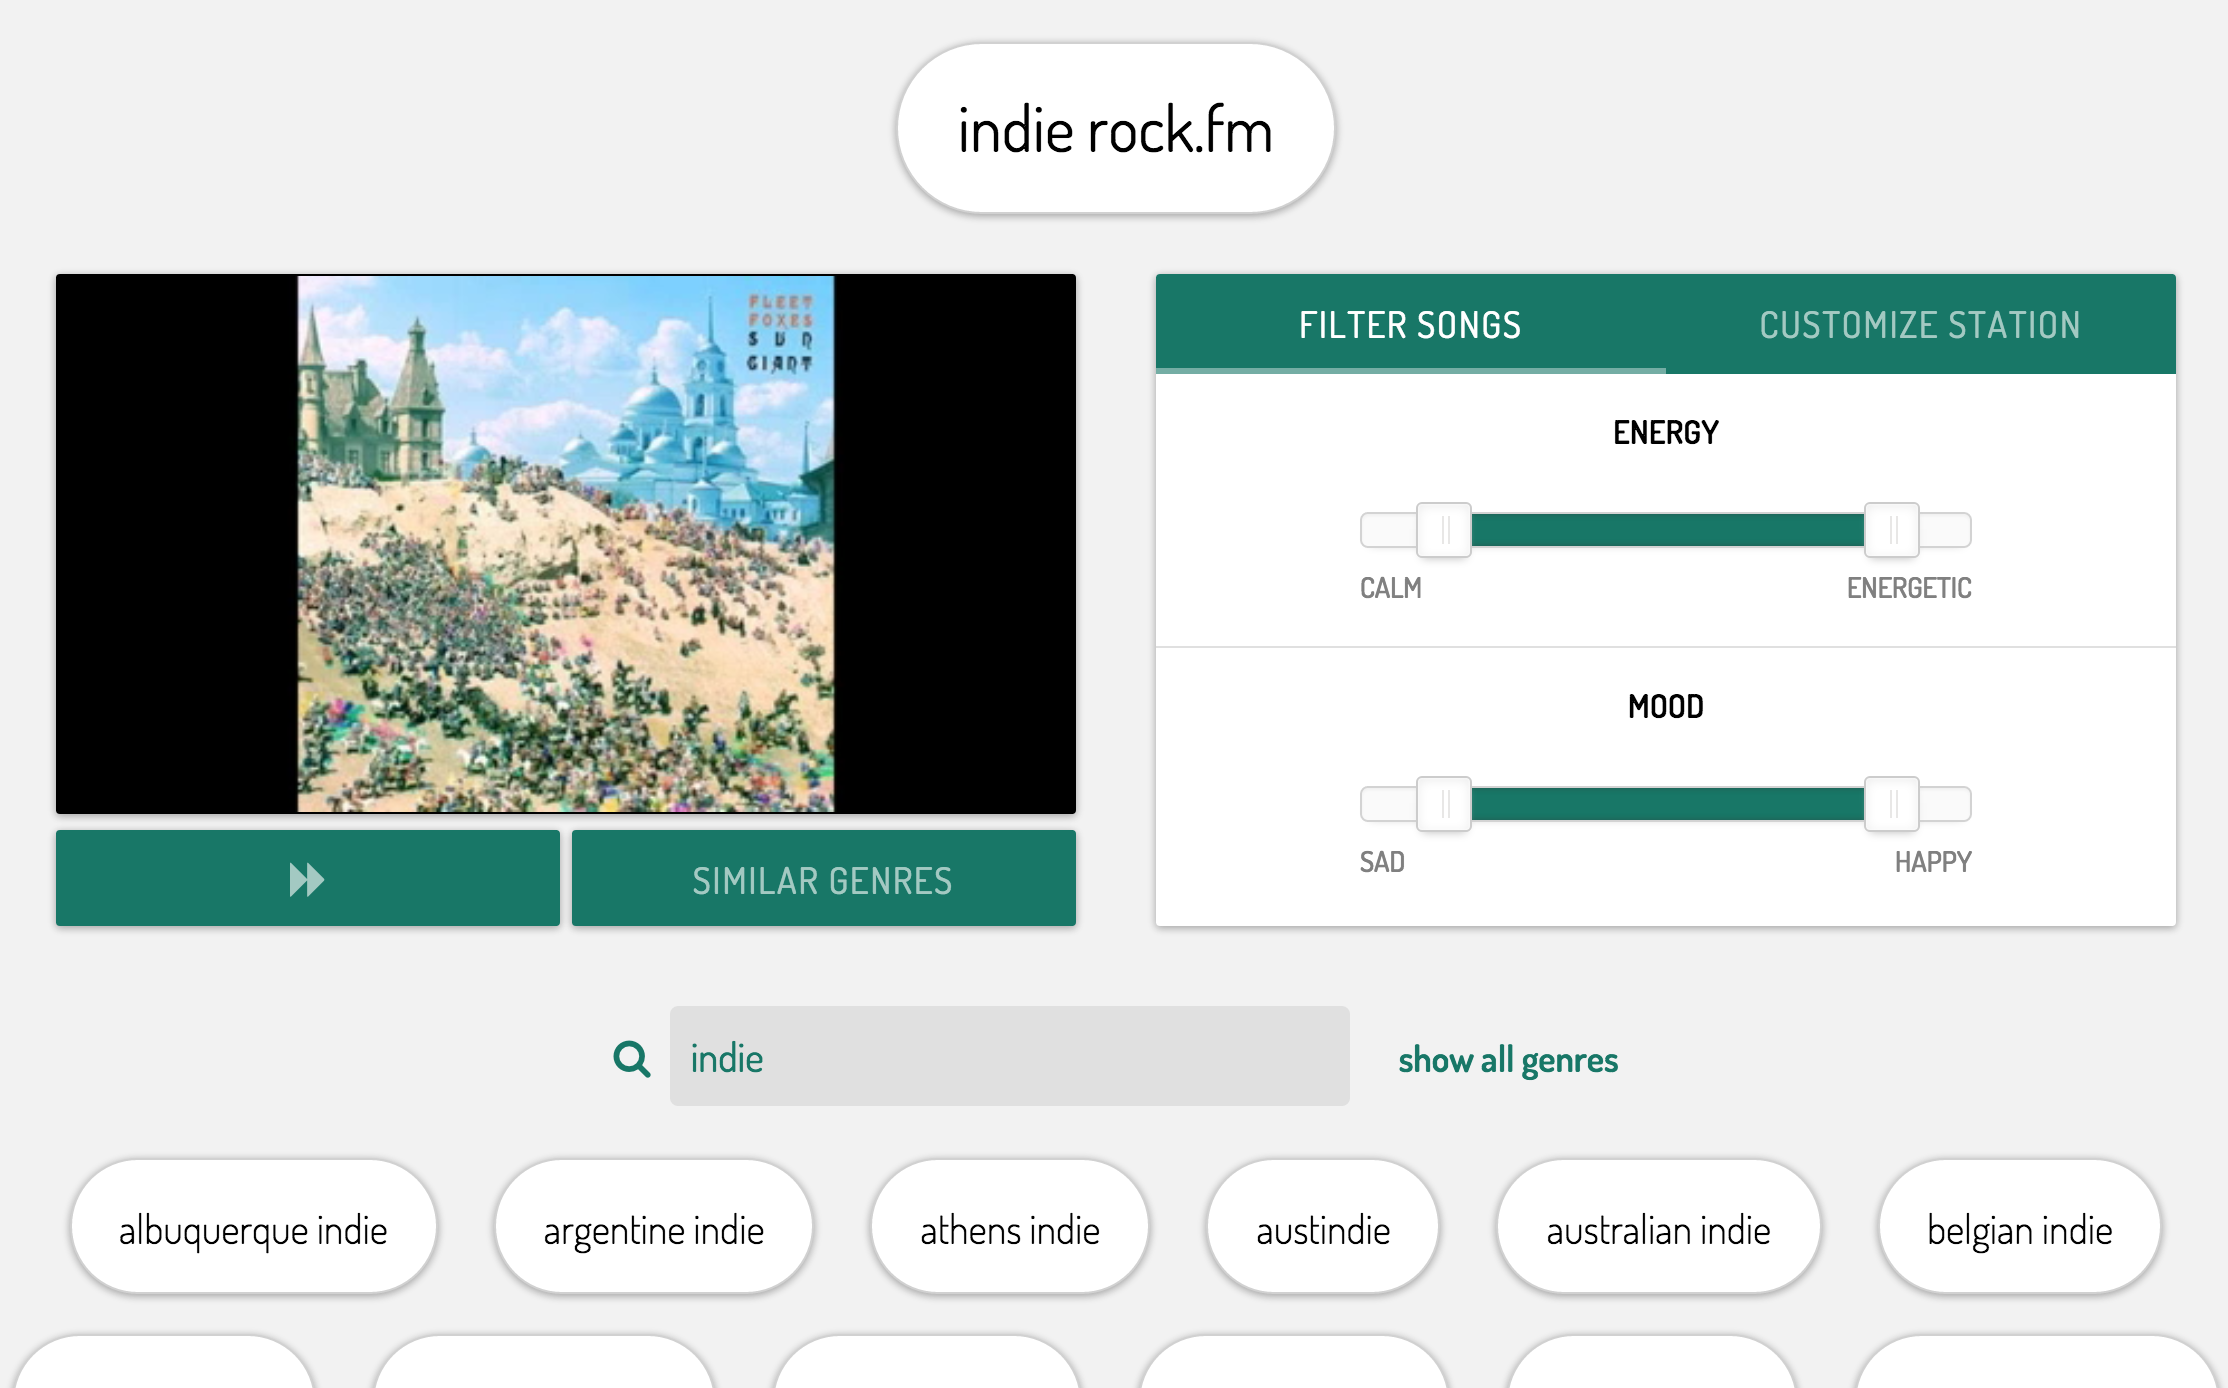 indie rock.fm
FLEET
FOXES
SUN
GIANT
FILTER SONGS
CUSTOMIZE STATION
ENERGY
CALM
ENERGETIC
MOOD
SAD
HAPPY
SIMILAR GENRES
indie
show all genres
albuquerque indie
argentine indie
athens indie
austindie
australian indie
belgian indie